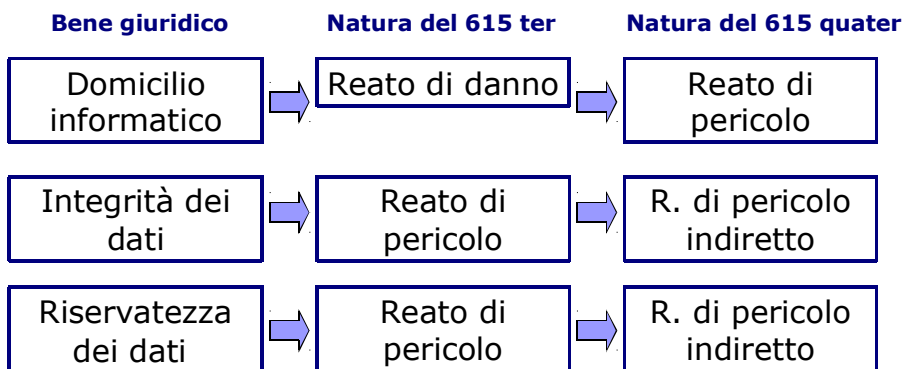 Bene giuridico
Natura del 615 ter
Natura del 615 quater
Domicilio
informatico
Reato di danno
Reato di
pericolo
Integrità dei
dati
Reato di
pericolo
R. di pericolo
indiretto
Riservatezza
dei dati
Reato di
pericolo
R. di pericolo
indiretto